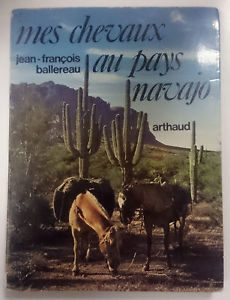 mes chevaux
jean-françois
ballereau
au pays
navajo
arthaud